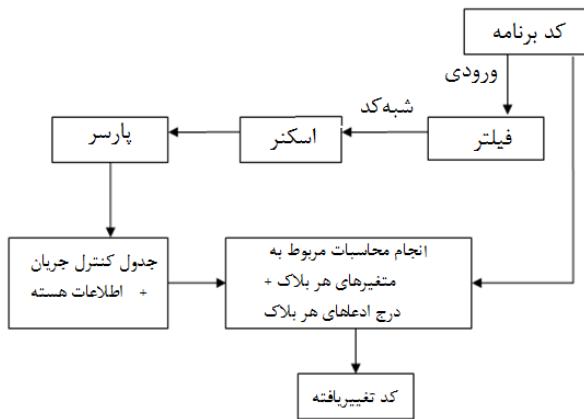 کد برنامه
ورودی
فیلتر
شبه‌کد
اسکنر
پارسر
جدول کنترل جریان
+ اطلاعات هسته
انجام محاسبات مربوط به
متغیرهای هر بلاک +
درج ادعاهای هر بلاک
کد تغییریافته